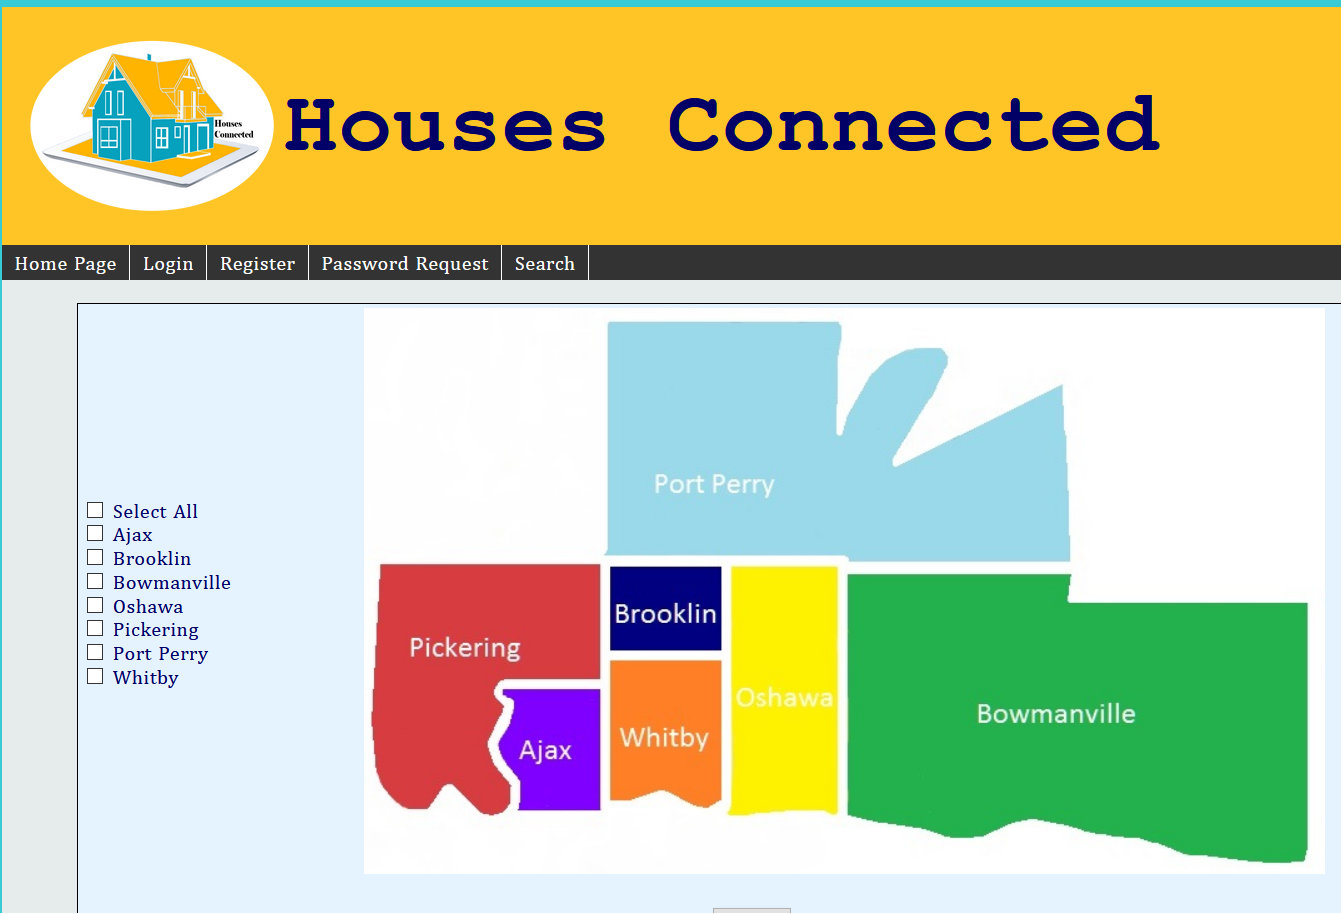 Houses
Connected
Houses Connected
Home Page
Login
Register
Password Request
Search
Select All
Ajax
Brooklin
Bowmanville
Oshawa
Pickering
Port Perry
Whitby
Port Perry
Brooklin
Pickering
Oshawa
Bowmanville
Whitby
Ajax